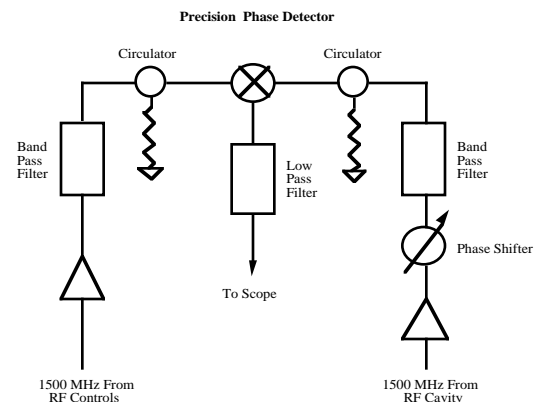 Precision Phase Detector
Circulator
Circulator
Band
Pass
Filter
Low
Pass
Filter
Band
Pass
Filter
Phase Shifter
To Scope
1500 MHz From
RF Controls
1500 MHz From
RF Cavity